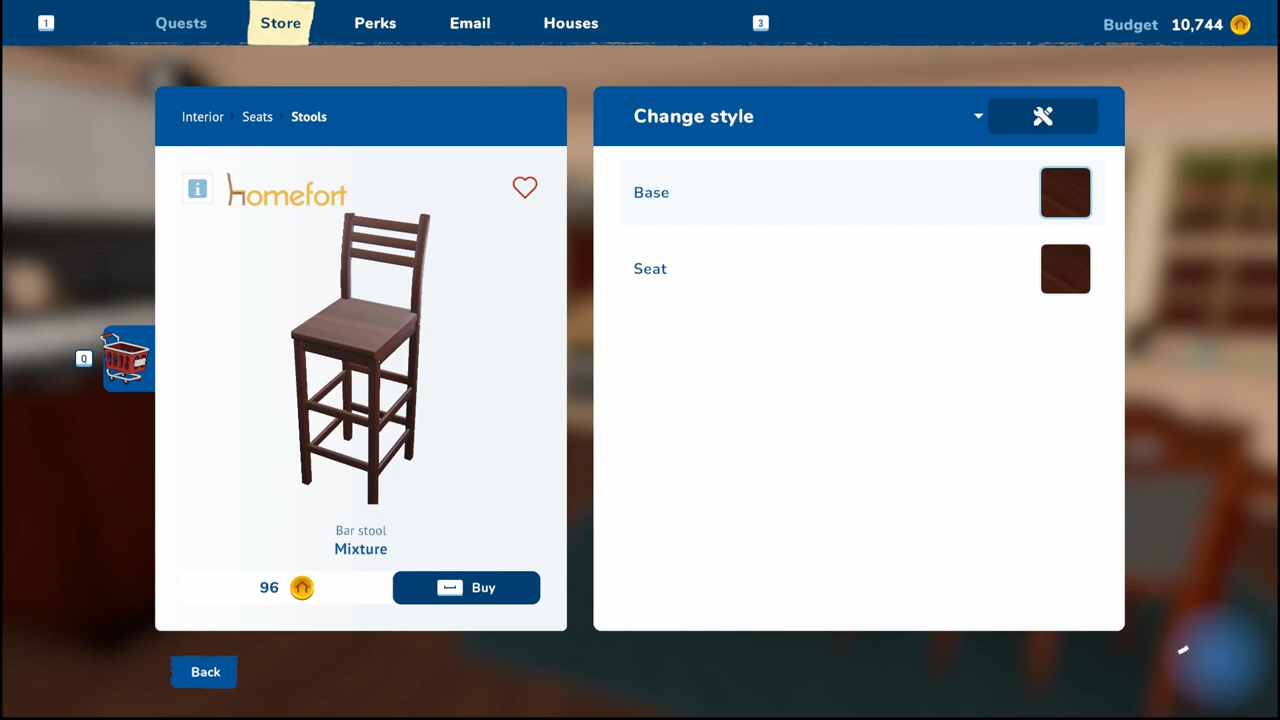 1 Quests Store Perks Email Houses 3 Budget 10,744
Interior Seats Stools
Change style
i homefort
Base
Seat
Q
Bar stool
Mixture
96 Buy
Back